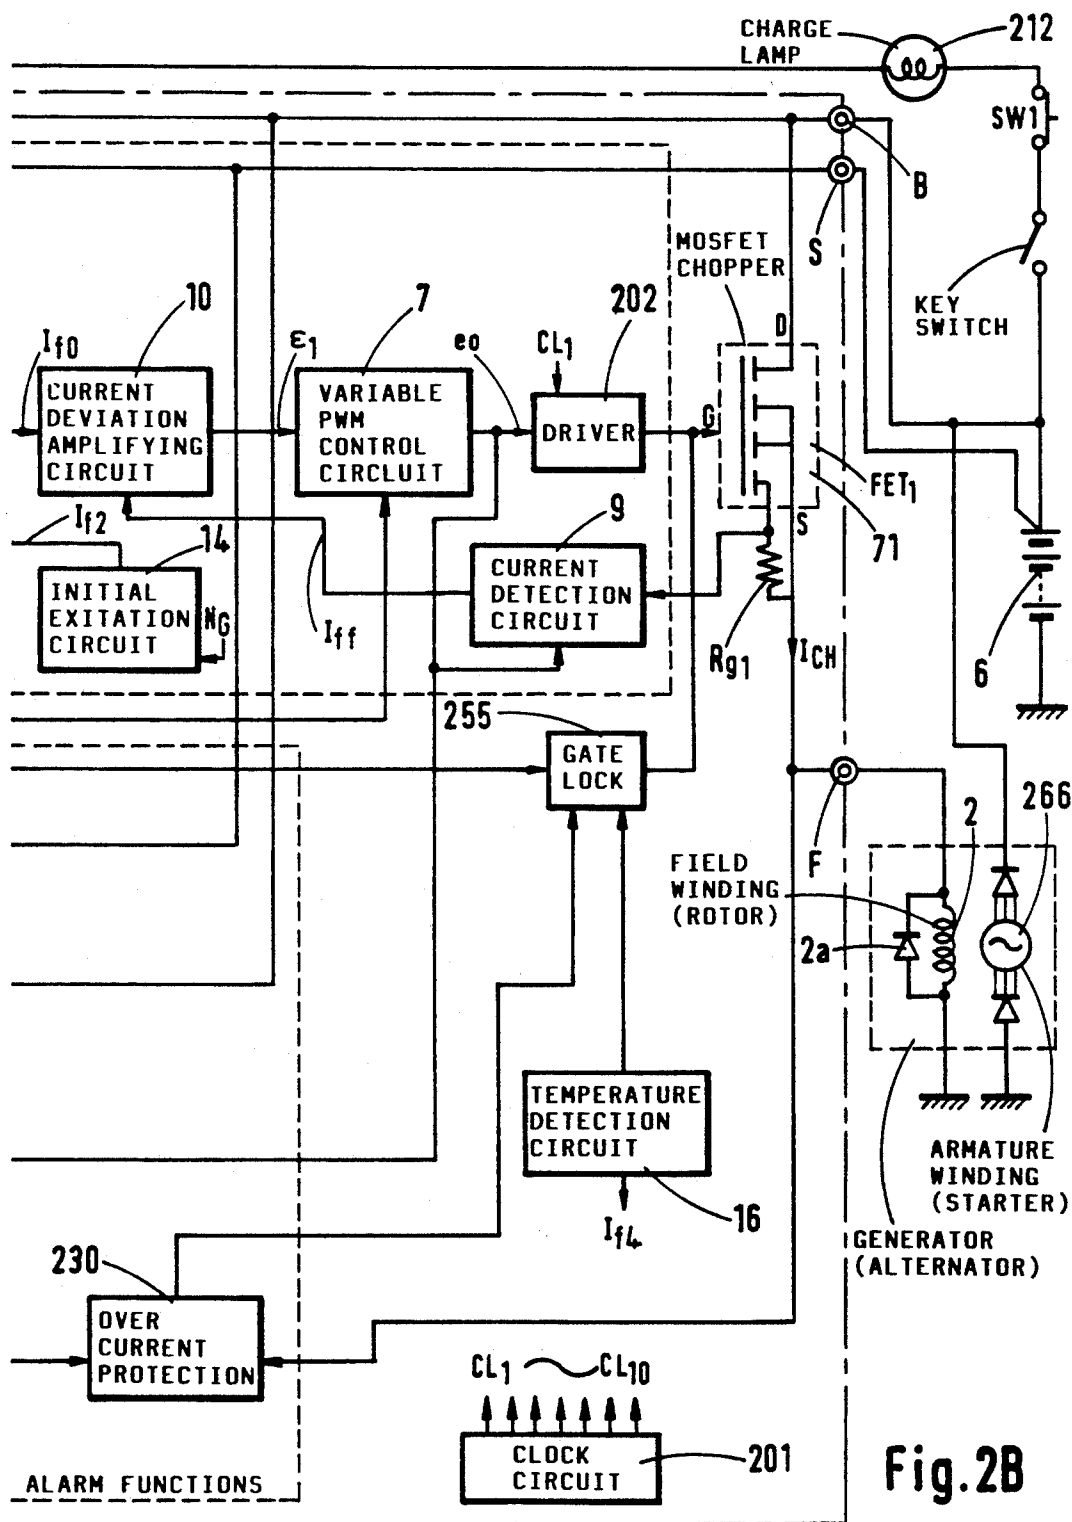 CHARGE
LAMP
212
SW1
B
S
MOSFET
CHOPPER
KEY
SWITCH
10
7
202
D
If0
ε1
eo
CL1
CURRENT
DEVIATION
AMPLIFYING
CIRCUIT
VARIABLE
PWM
CONTROL
CIRCLUIT
DRIVER
G
FET1
If2
14
9
S
71
INITIAL
EXITATION
CIRCUIT
NG
Iff
CURRENT
DETECTION
CIRCUIT
Rg1
ICH
6
255
GATE
LOCK
F
2
266
FIELD
WINDING
(ROTOR)
2a
TEMPERATURE
DETECTION
CIRCUIT
16
If4
ARMATURE
WINDING
(STARTER)
GENERATOR
(ALTERNATOR)
230
OVER
CURRENT
PROTECTION
CL1 ~ CL10
CLOCK
CIRCUIT
201
ALARM FUNCTIONS
Fig.2B